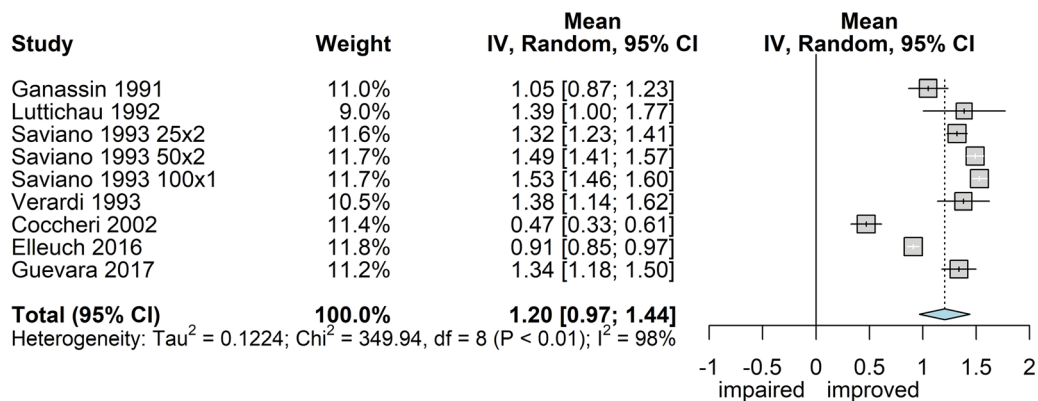 Mean Mean
Study Weight IV, Random, 95% CI IV, Random, 95% CI
Ganassin 1991 11.0% 1.05 [0.87; 1.23]
Luttichau 1992 9.0% 1.39 [1.00; 1.77]
Saviano 1993 25x2 11.6% 1.32 [1.23; 1.41]
Saviano 1993 50x2 11.7% 1.49 [1.41; 1.57]
Saviano 1993 100x1 11.7% 1.53 [1.46; 1.60]
Verardi 1993 10.5% 1.38 [1.14; 1.62]
Coccheri 2002 11.4% 0.47 [0.33; 0.61]
Elleuch 2016 11.8% 0.91 [0.85; 0.97]
Guevara 2017 11.2% 1.34 [1.18; 1.50]
Total (95% CI) 100.0% 1.20 [0.97; 1.44]
Heterogeneity: Tau² = 0.1224; Chi² = 349.94, df = 8 (P < 0.01); I² = 98%
-1 -0.5 0 0.5 1 1.5 2
impaired improved